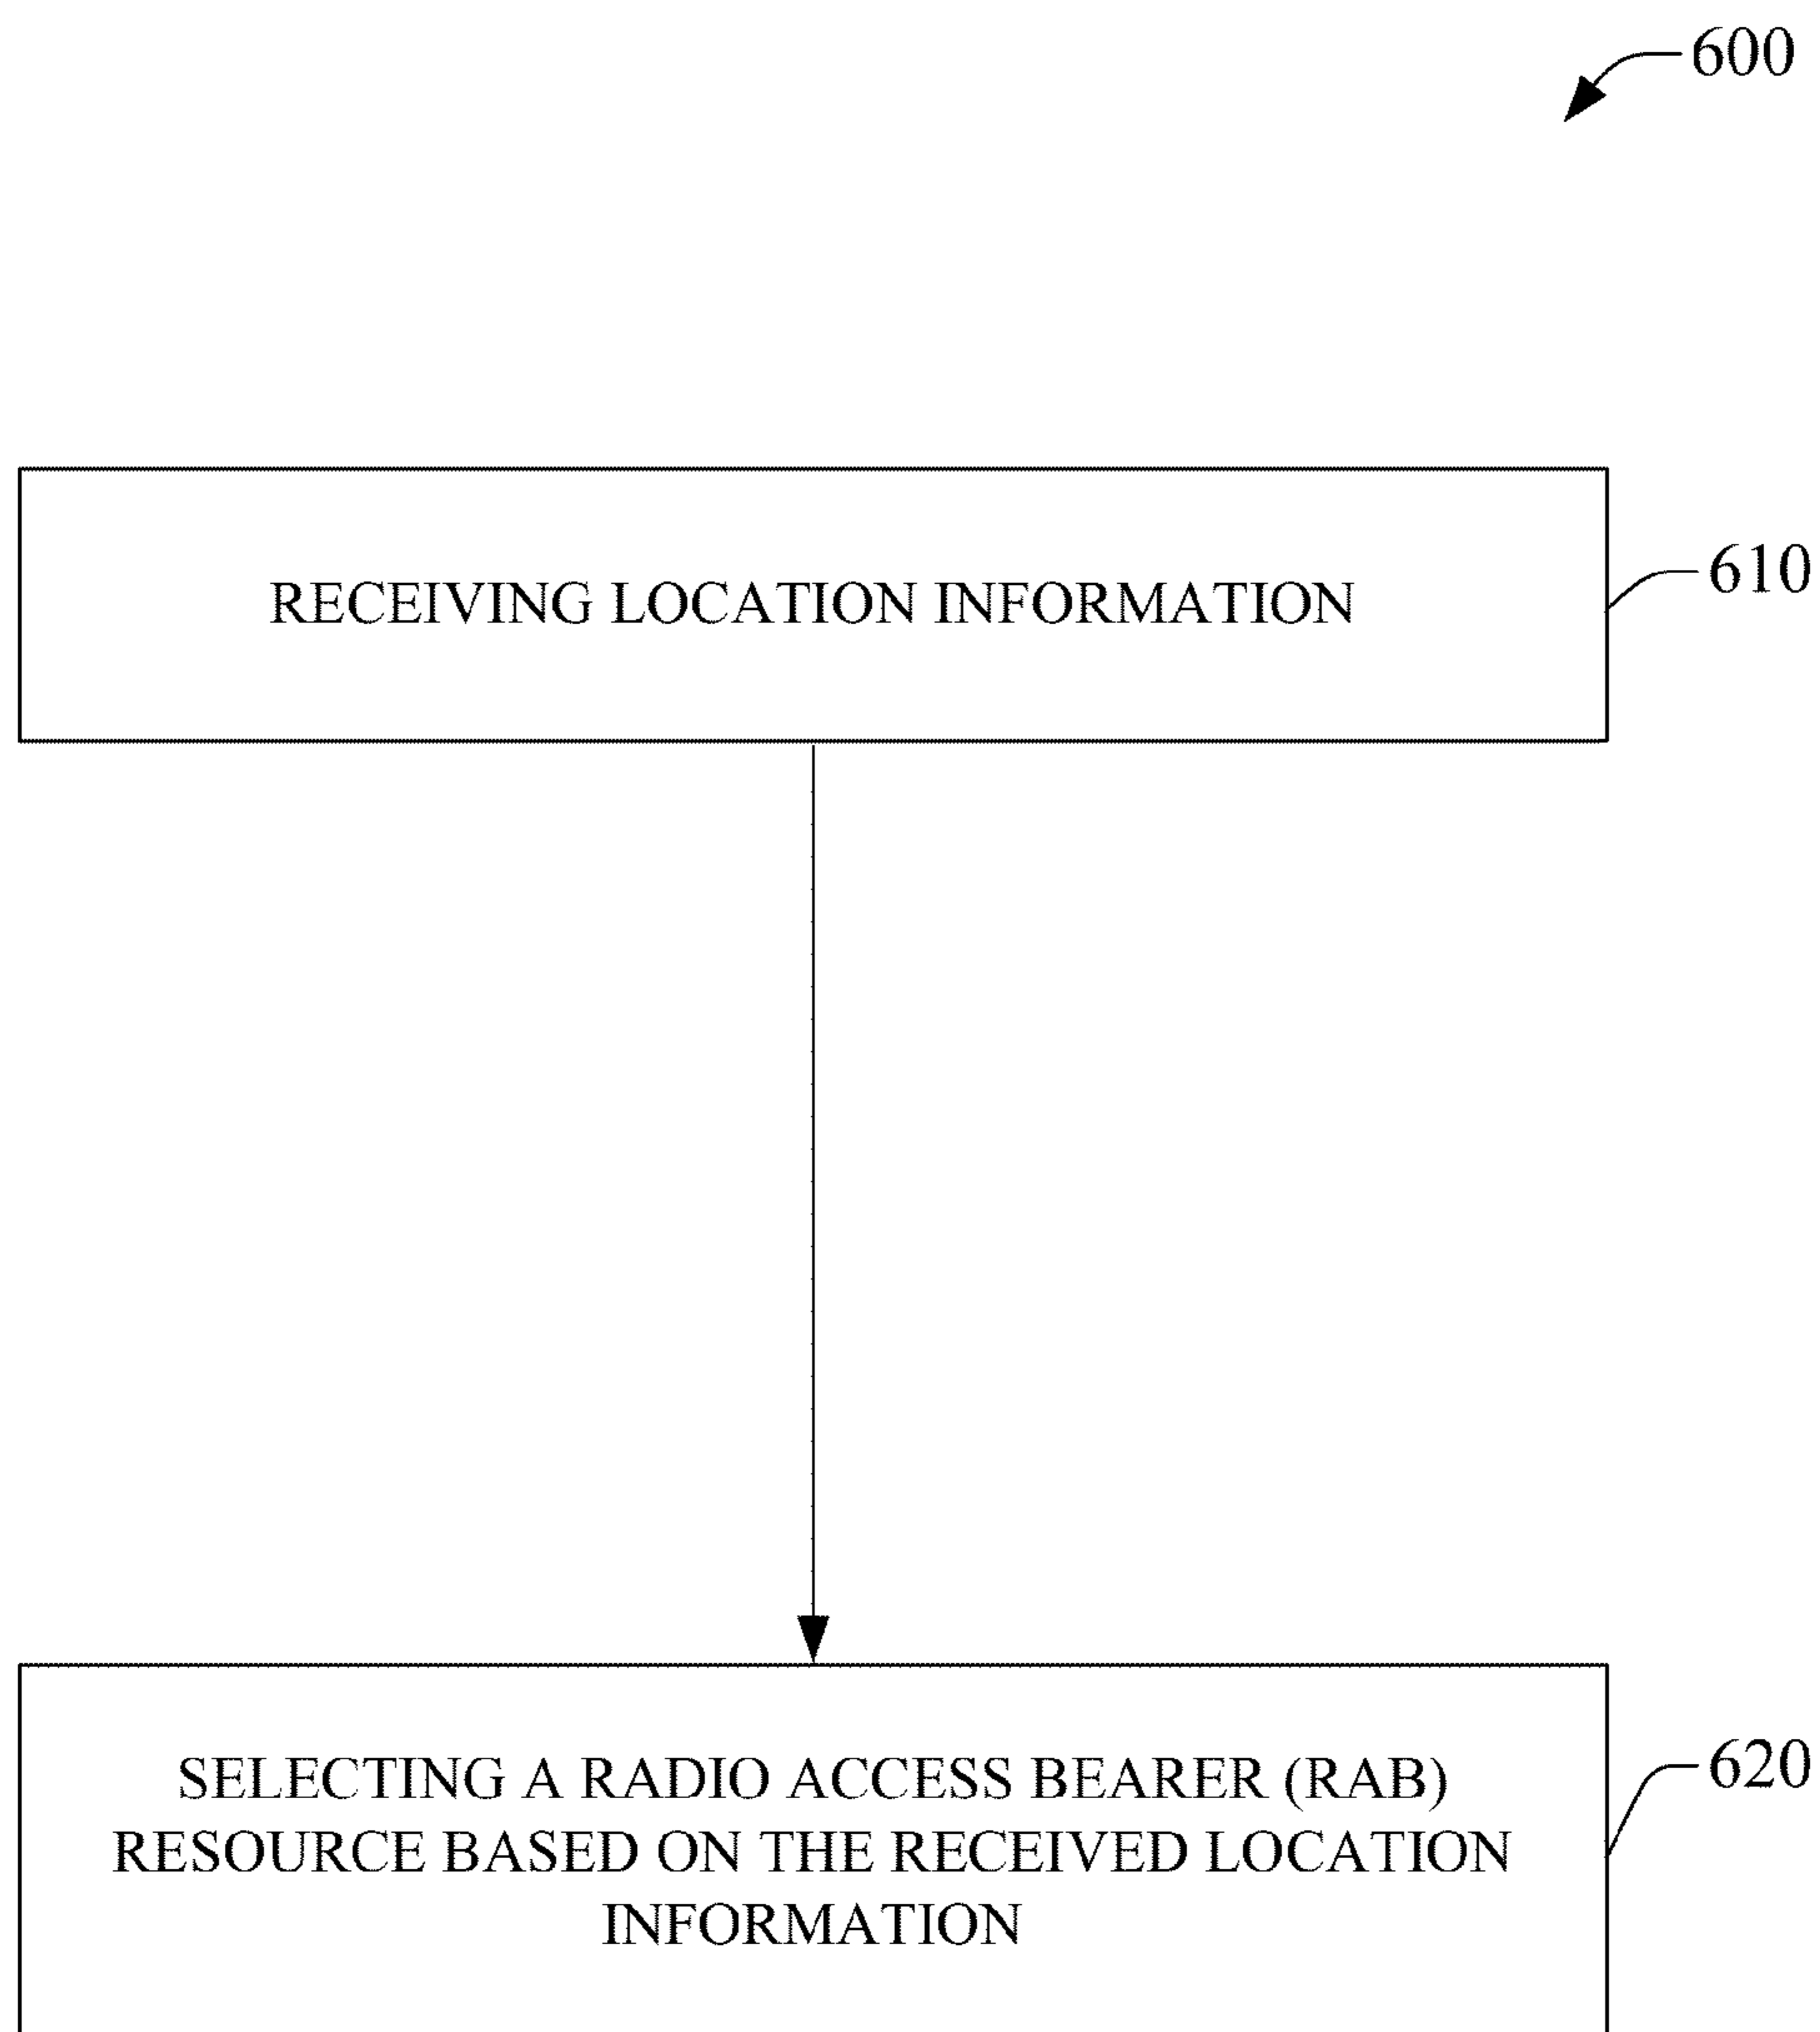 600
RECEIVING LOCATION INFORMATION
610
SELECTING A RADIO ACCESS BEARER (RAB)
RESOURCE BASED ON THE RECEIVED LOCATION
INFORMATION
620